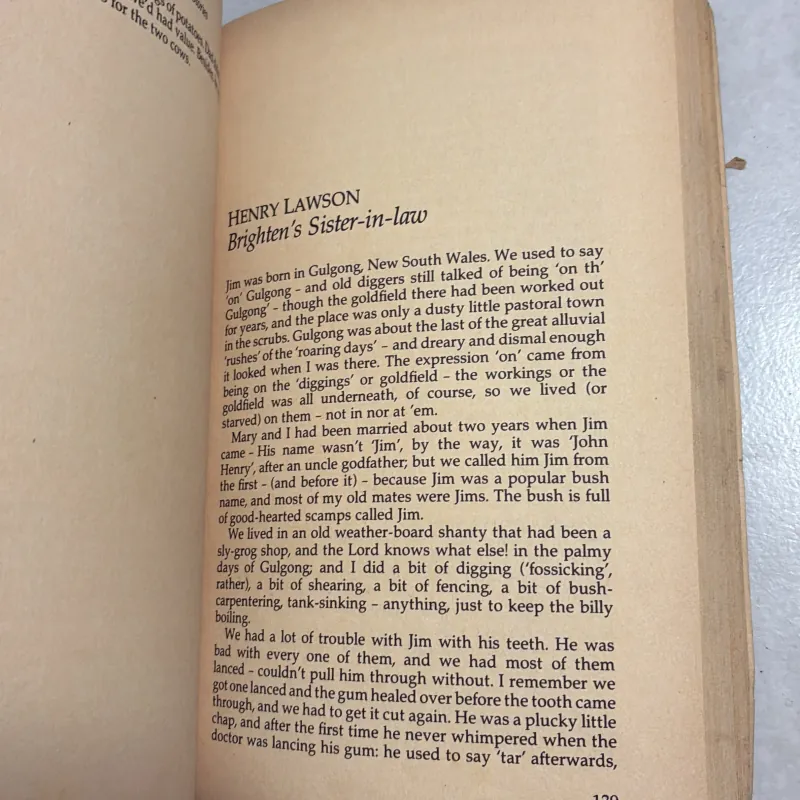 gs of potatoes. Dad
we'd had value. Besides,
for the two cows.
HENRY LAWSON
Brighten's Sister-in-law
Jim was born in Gulgong, New South Wales. We used to say
'on' Gulgong – and old diggers still talked of being 'on th'
Gulgong' – though the goldfield there had been worked out
for years, and the place was only a dusty little pastoral town
in the scrubs. Gulgong was about the last of the great alluvial
'rushes' of the 'roaring days' – and dreary and dismal enough
it looked when I was there. The expression 'on' came from
being on the 'diggings' or goldfield – the workings or the
goldfield was all underneath, of course, so we lived (or
starved) on them – not in nor at 'em.
Mary and I had been married about two years when Jim
came – His name wasn't 'Jim', by the way, it was 'John
Henry', after an uncle godfather; but we called him Jim from
the first – (and before it) – because Jim was a popular bush
name, and most of my old mates were Jims. The bush is full
of good-hearted scamps called Jim.
We lived in an old weather-board shanty that had been a
sly-grog shop, and the Lord knows what else! in the palmy
days of Gulgong; and I did a bit of digging ('fossicking',
rather), a bit of shearing, a bit of fencing, a bit of bush-
carpentering, tank-sinking – anything, just to keep the billy
boiling.
We had a lot of trouble with Jim with his teeth. He was
bad with every one of them, and we had most of them
lanced – couldn't pull him through without. I remember we
got one lanced and the gum healed over before the tooth came
through, and we had to get it cut again. He was a plucky little
chap, and after the first time he never whimpered when the
doctor was lancing his gum: he used to say 'tar' afterwards,
129